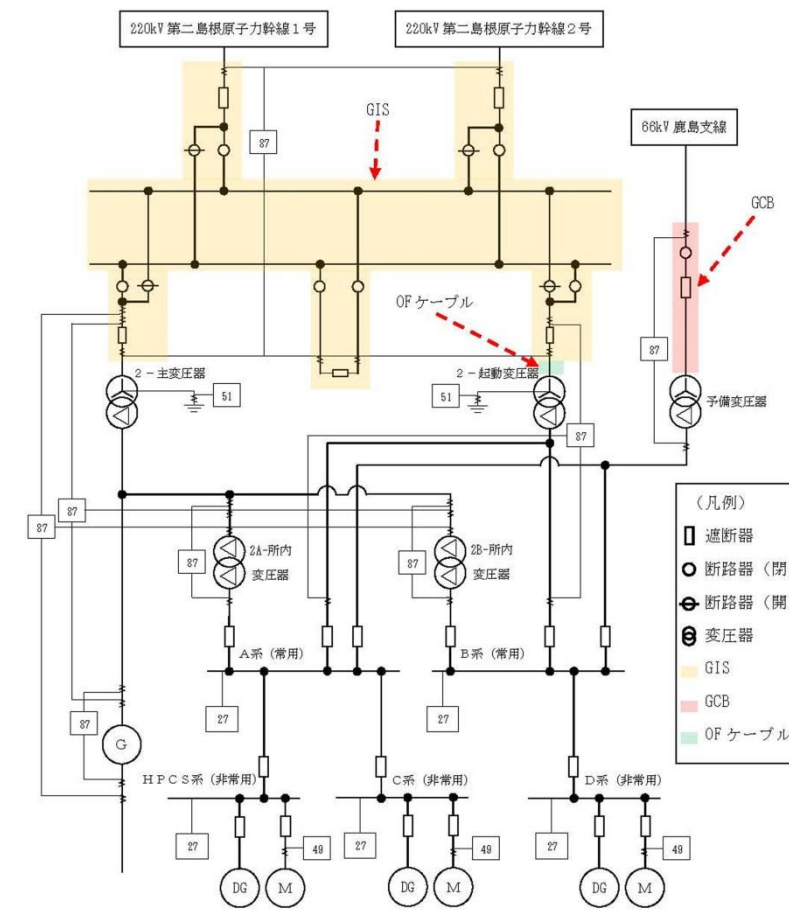 220kV 第二島根原子力幹線1号
220kV 第二島根原子力幹線2号
GIS
87
66kV 鹿島支線
GCB
OFケーブル
87
2-主変圧器
51
2-起動変圧器
51
87
予備変圧器
87
87
2A-所内
変圧器
87
2B-所内
変圧器
87
(凡例)
遮断器
断路器(閉
断路器(開
変圧器
GIS
GCB
OFケーブル
A系(常用)
B系(常用)
27
27
87
G
HPCS系(非常用)
C系(非常用)
D系(非常用)
27
27
27
49
49
49
DG
M
DG
M
DG
M